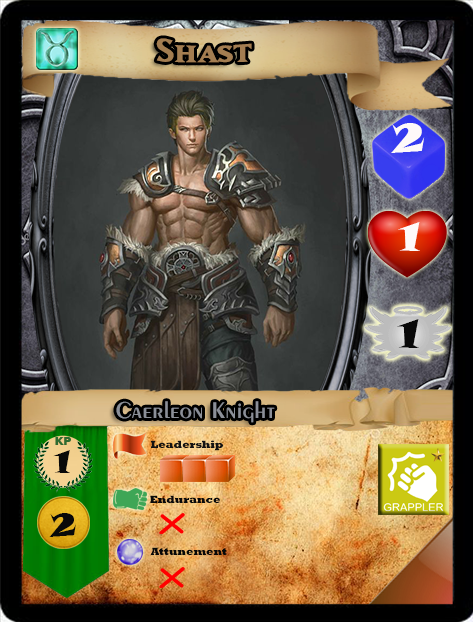 Shast
2
1
1
Caerleon Knight
KP
1
2
Leadership
Endurance
Attunement
GRAPPLER